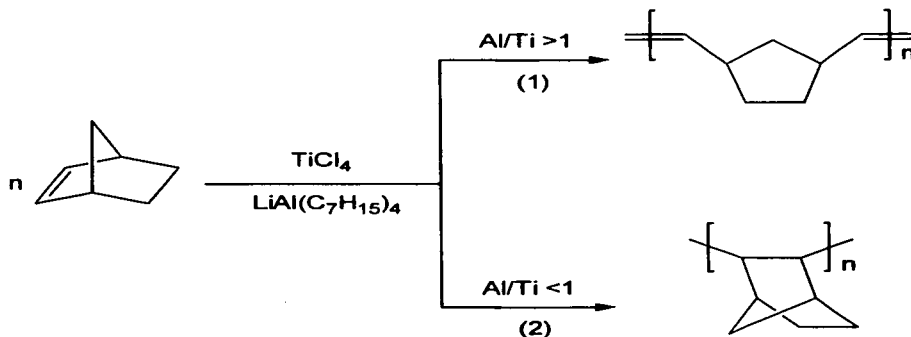 Al/Ti >1
(1)
n
n
TiCl₄
LiAl(C₇H₁₅)₄
Al/Ti <1
(2)
n